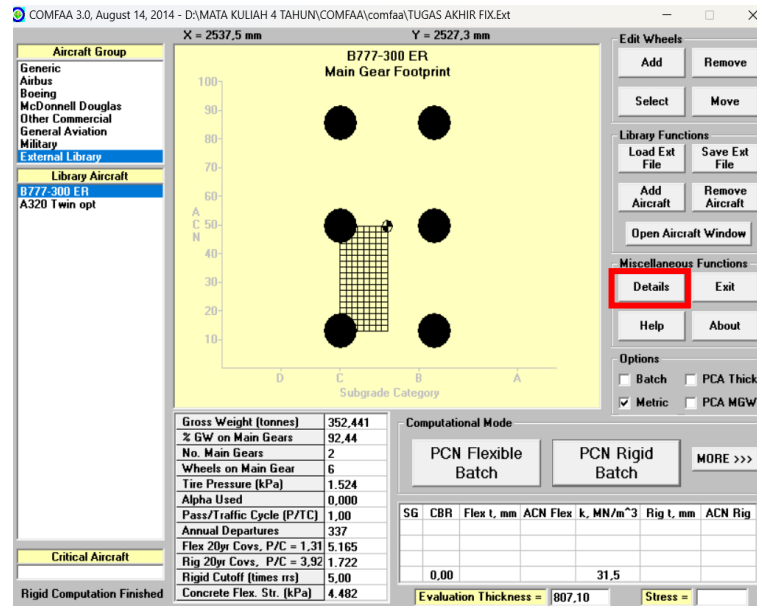 COMFAA 3.0, August 14, 2014 - D:\MATA KULIAH 4 TAHUN\COMFAA\comfaa\TUGAS AKHIR FIX.Ext
X = 2537,5 mm Y = 2527,3 mm
Aircraft Group
Generic
Airbus
Boeing
McDonnell Douglas
Other Commercial
General Aviation
Military
External Library
Library Aircraft
B777-300 ER
A320 Twin opt
Critical Aircraft
Rigid Computation Finished
B777-300 ER
Main Gear Footprint
100
90
80
70
60
50
40
30
20
10
ACN
D C B A
Subgrade Category
Gross Weight (tonnes) 352,441
% GW on Main Gears 92,44
No. Main Gears 2
Wheels on Main Gear 6
Tire Pressure (kPa) 1.524
Alpha Used 0,000
Pass/Traffic Cycle (P/TC) 1,00
Annual Departures 337
Flex 20yr Covs, P/C = 1,31 5.165
Rig 20yr Covs, P/C = 3,92 1.722
Rigid Cutoff (times rrs) 5,00
Concrete Flex. Str. (kPa) 4.482
Computational Mode
PCN Flexible Batch
PCN Rigid Batch
MORE >>>
SG CBR Flex t, mm ACN Flex k, MN/m^3 Rig t, mm ACN Rig
0,00 31,5
Evaluation Thickness = 807,10 Stress =
Edit Wheels
Add Remove
Select Move
Library Functions
Load Ext File Save Ext File
Add Aircraft Remove Aircraft
Open Aircraft Window
Miscellaneous Functions
Details Exit
Help About
Options
Batch PCA Thick
Metric PCA MGW